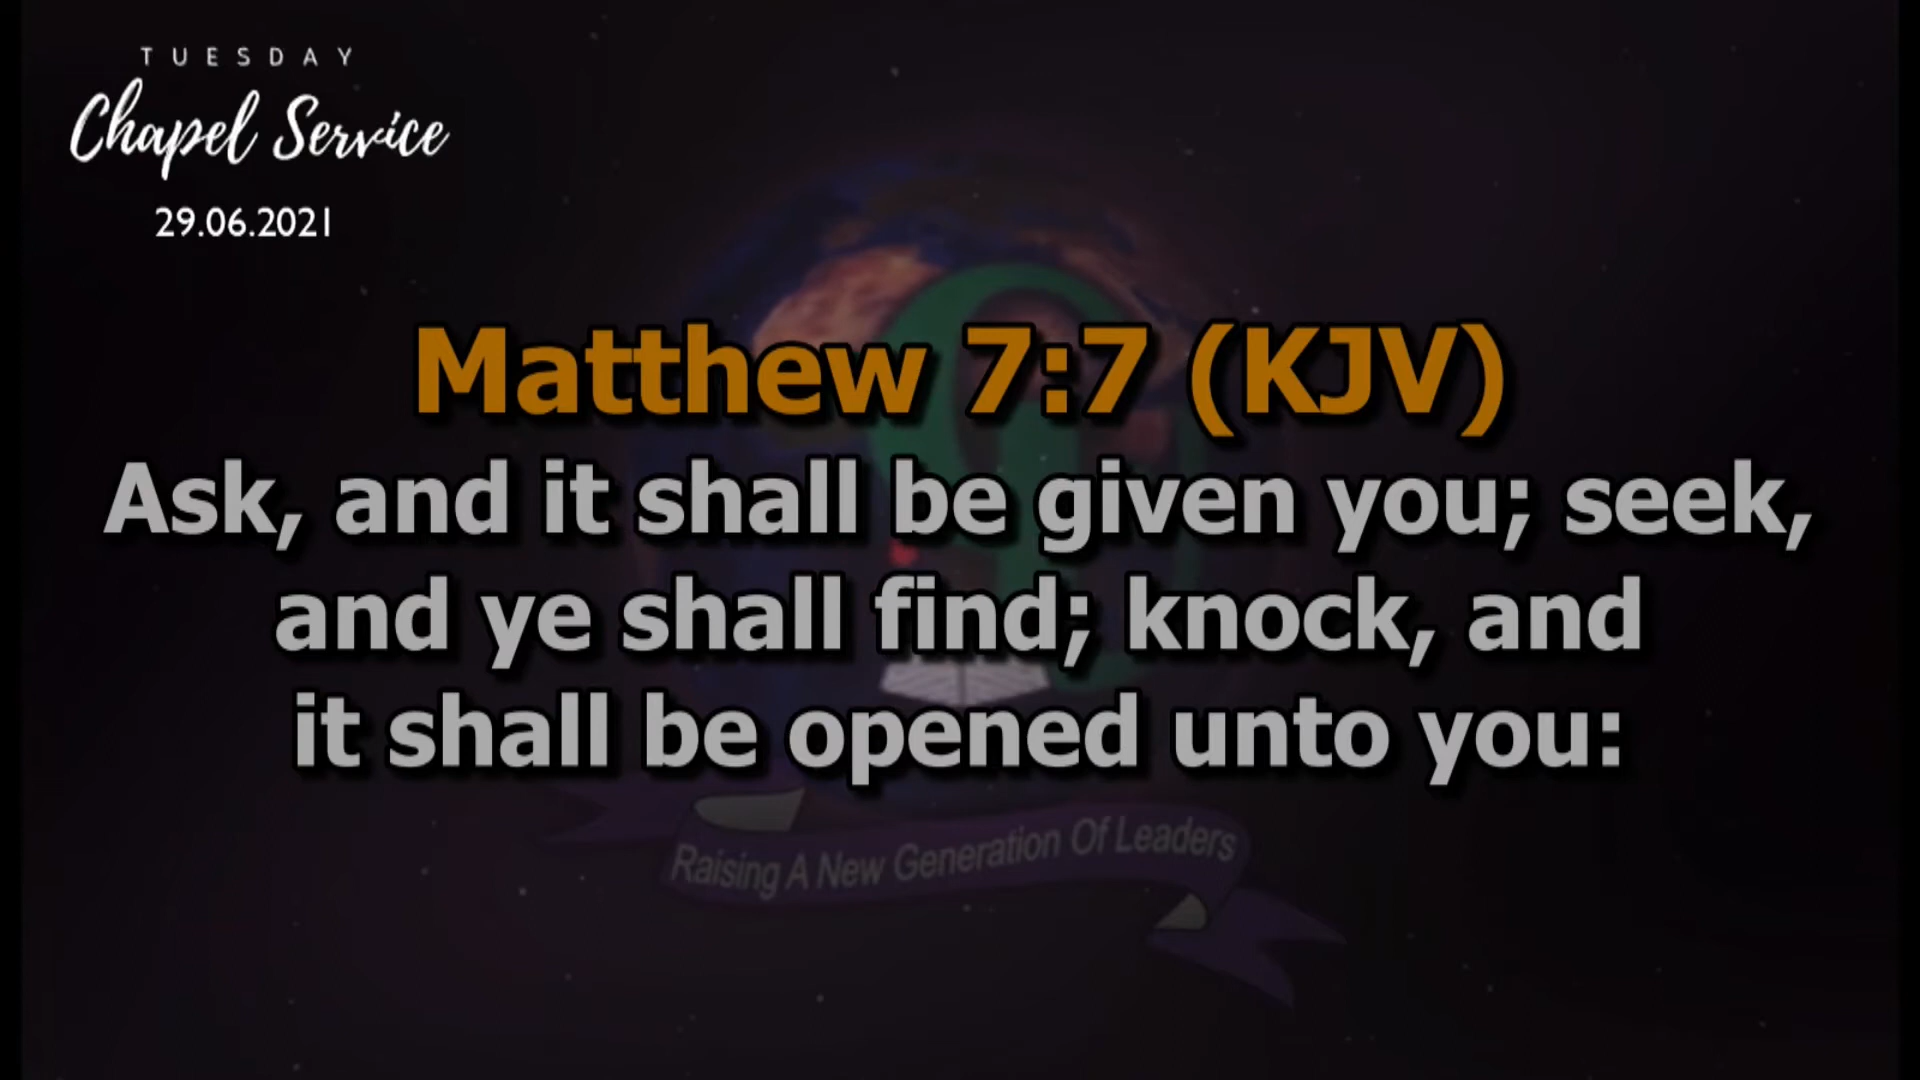 TUESDAY
Chapel Service
29.06.2021
Matthew 7:7 (KJV)
Ask, and it shall be given you; seek,
and ye shall find; knock, and
it shall be opened unto you:
Raising A New Generation Of Leaders